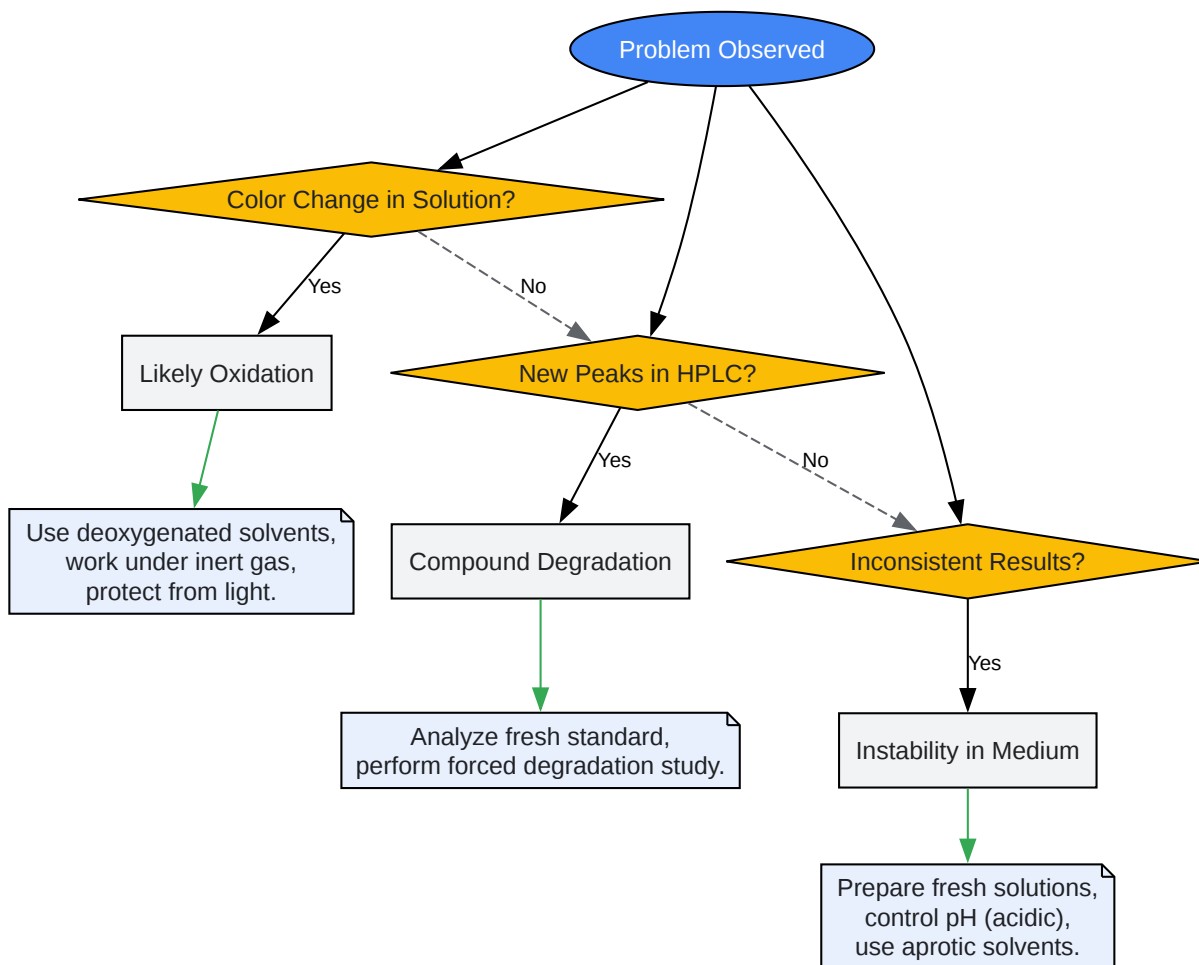 Problem Observed
Color Change in Solution?
Yes
No
Likely Oxidation
New Peaks in HPLC?
Use deoxygenated solvents,
work under inert gas,
protect from light.
Yes
No
Compound Degradation
Inconsistent Results?
Analyze fresh standard,
perform forced degradation study.
Yes
Instability in Medium
Prepare fresh solutions,
control pH (acidic),
use aprotic solvents.